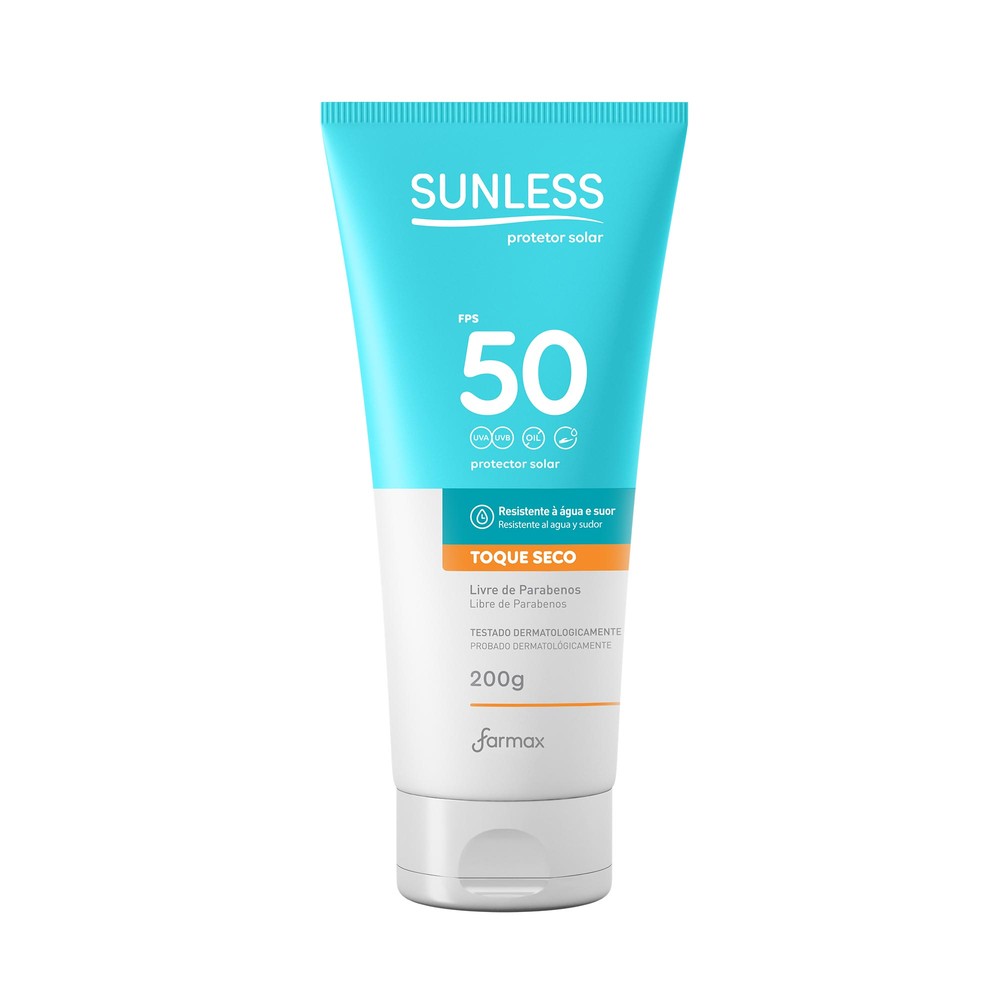 SUNLESS
protetor solar
FPS
50
UVA UVB OIL
protector solar
Resistente à água e suor
Resistente al agua y sudor
TOQUE SECO
Livre de Parabenos
Libre de Parabenos
TESTADO DERMATOLOGICAMENTE
PROBADO DERMATOLÓGICAMENTE
200g
farmax